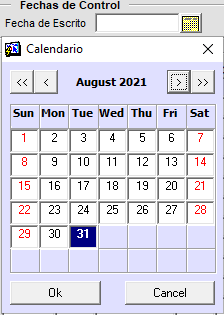 Fechas de Control
Fecha de Escrito
Calendario
<< < August 2021 > >>
Sun Mon Tue Wed Thu Fri Sat
1 2 3 4 5 6 7
8 9 10 11 12 13 14
15 16 17 18 19 20 21
22 23 24 25 26 27 28
29 30 31
Ok Cancel